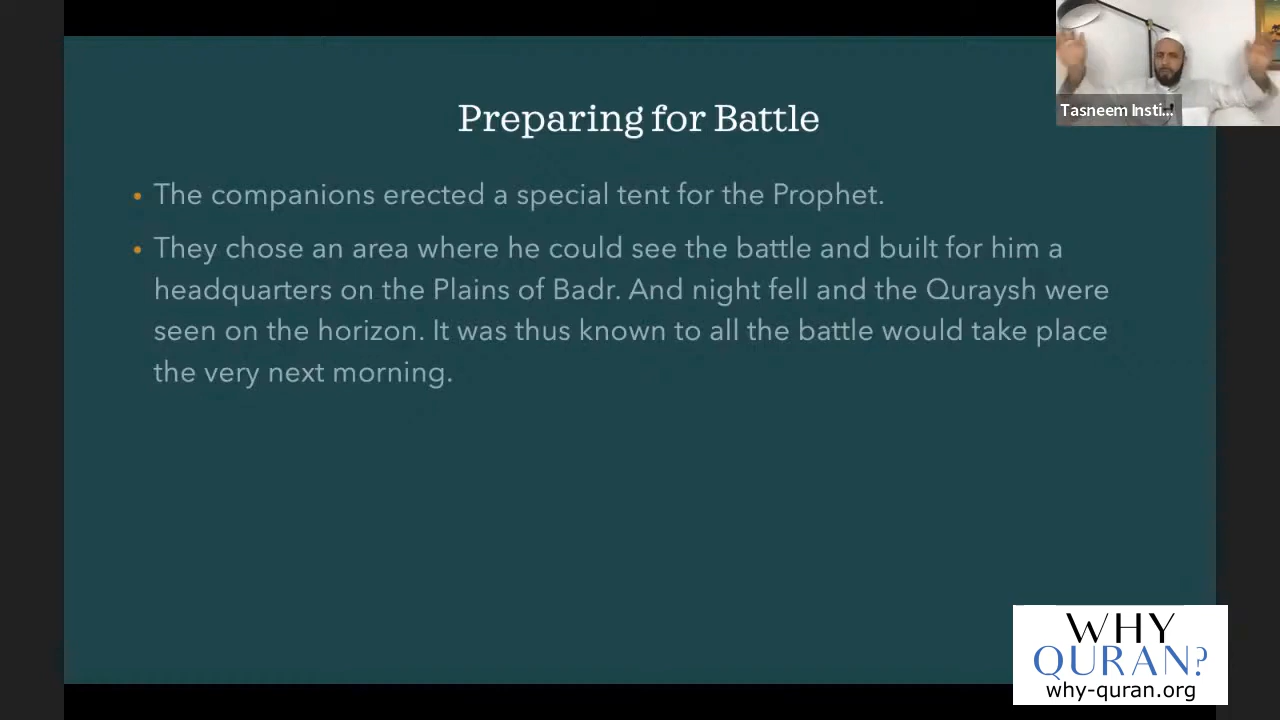 Preparing for Battle
Tasneem Insti...
• The companions erected a special tent for the Prophet.
• They chose an area where he could see the battle and built for him a
headquarters on the Plains of Badr. And night fell and the Quraysh were
seen on the horizon. It was thus known to all the battle would take place
the very next morning.
WHY
QURAN?
why-quran.org